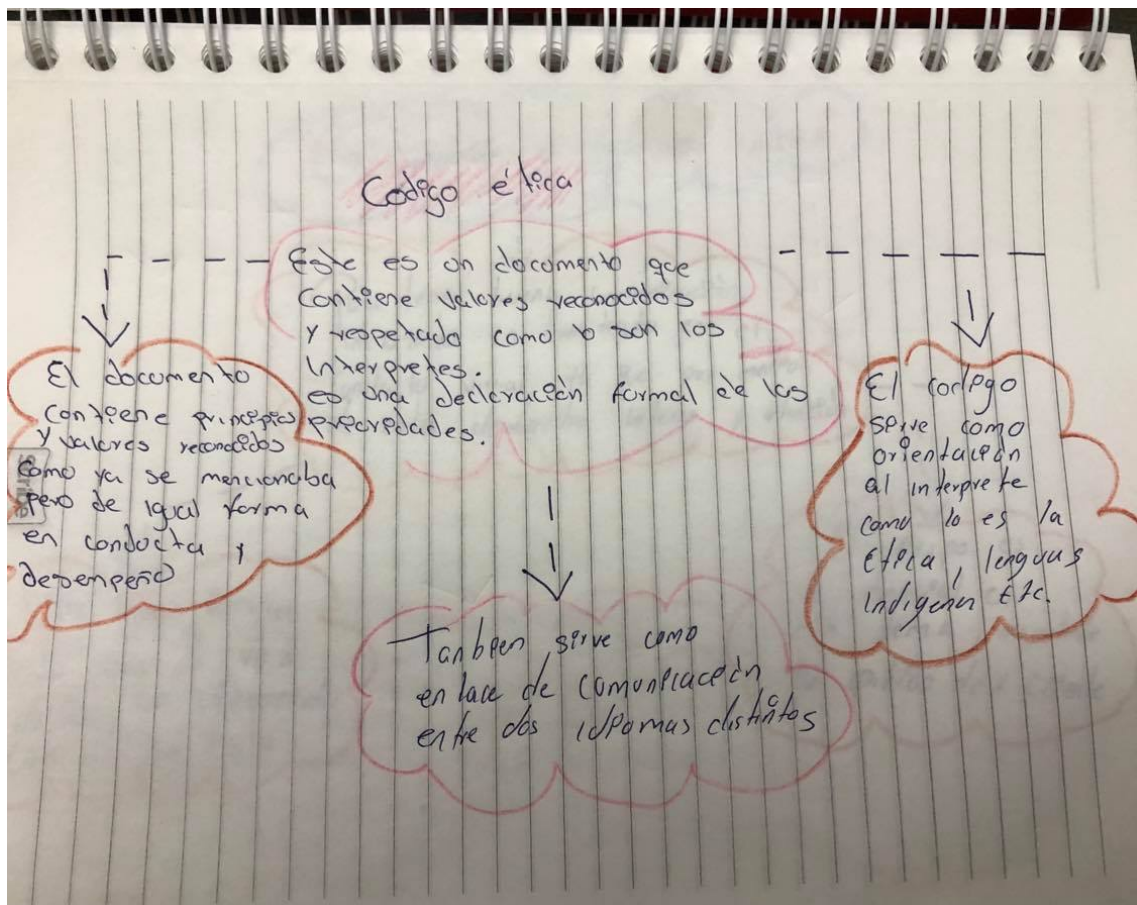 Codigo ética
Este es un documento que
contiene valores reconocidos
y respetado como lo son los
Interpretes.
es una declaración formal de las
propiedades.
El documento
contiene principios
y valores reconocidos
como ya se mencionaba
pero de igual forma
en conducta y
desempeño
Tanbien sirve como
enlace de comunicación
entre dos idiomas distintos
El codigo
sirve como
orientación
al interprete
como lo es la
Etica, lenguas
Indigenas Etc.